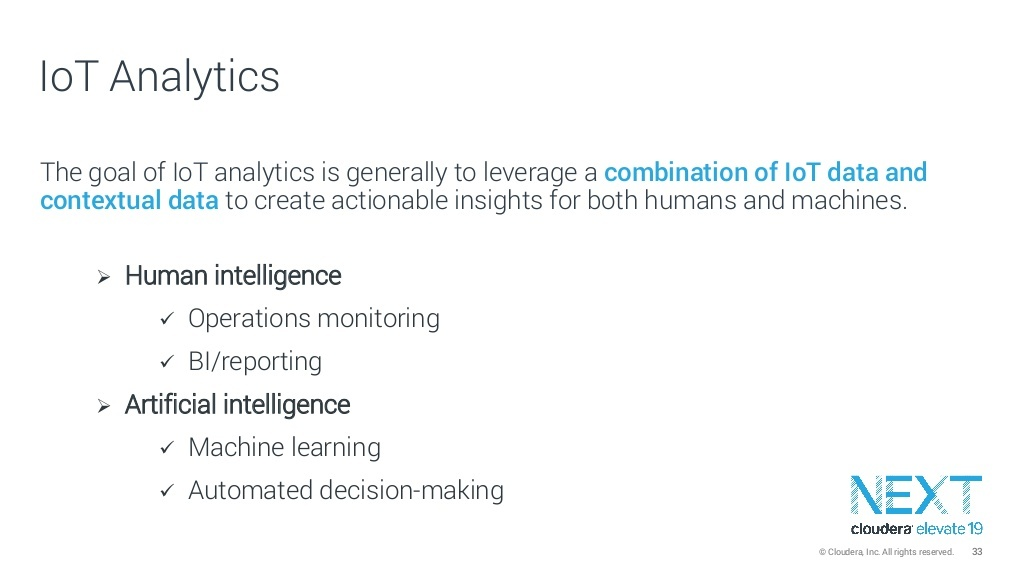 IoT Analytics
The goal of IoT analytics is generally to leverage a combination of IoT data and
contextual data to create actionable insights for both humans and machines.
Human intelligence
Operations monitoring
BI/reporting
Artificial intelligence
Machine learning
Automated decision-making
NEXT
cloudera elevate 19
© Cloudera, Inc. All rights reserved. 33